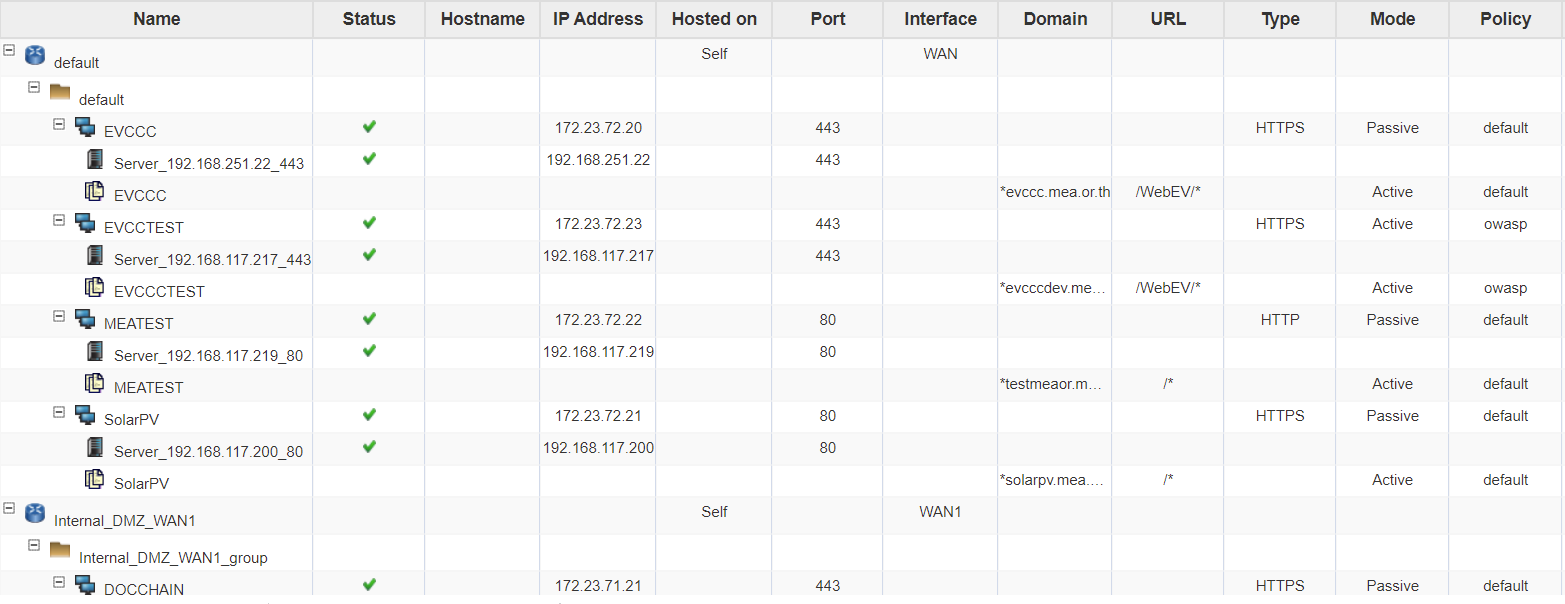 Name Status Hostname IP Address Hosted on Port Interface Domain URL Type Mode Policy
default Self WAN
default
EVCCC 172.23.72.20 443 HTTPS Passive default
Server_192.168.251.22_443 192.168.251.22 443
EVCCC *evccc.mea.or.th /WebEV/* Active default
EVCCTEST 172.23.72.23 443 HTTPS Active owasp
Server_192.168.117.217_443 192.168.117.217 443
EVCCCTEST *evcccdev.me... /WebEV/* Active owasp
MEATEST 172.23.72.22 80 HTTP Passive default
Server_192.168.117.219_80 192.168.117.219 80
MEATEST *testmeaor.m... /* Active default
SolarPV 172.23.72.21 80 HTTPS Passive default
Server_192.168.117.200_80 192.168.117.200 80
SolarPV *solarpv.mea.... /* Active default
Internal_DMZ_WAN1 Self WAN1
Internal_DMZ_WAN1_group
DOCCHAIN 172.23.71.21 443 HTTPS Passive default